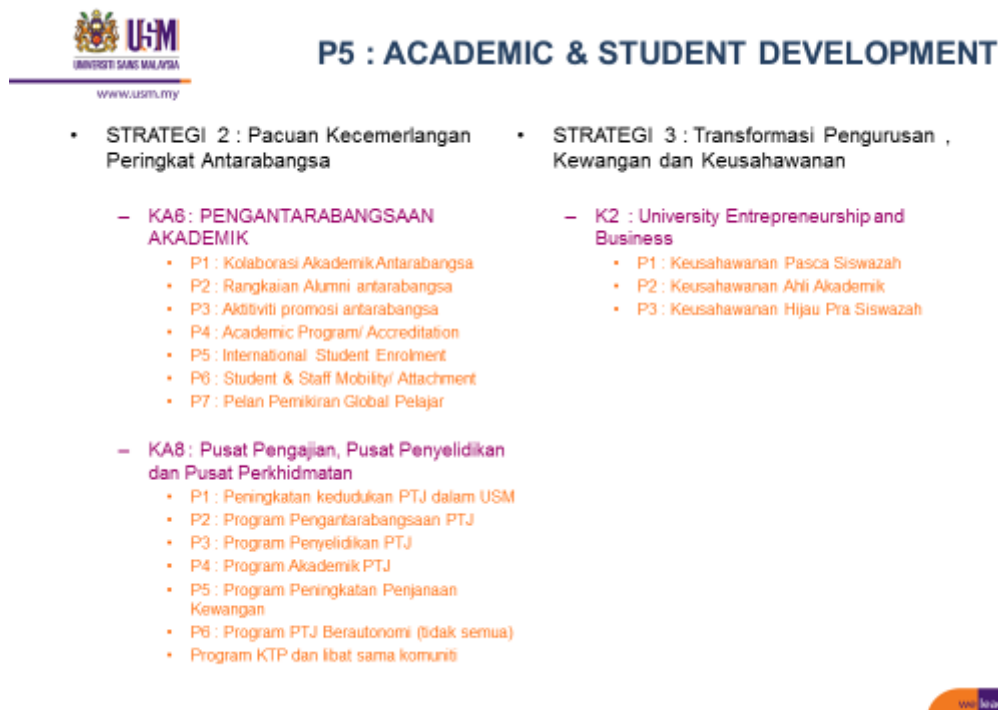 USM
UNIVERSITI SAINS MALAYSIA
www.usm.my
P5 : ACADEMIC & STUDENT DEVELOPMENT
• STRATEGI 2 : Pacuan Kecemerlangan
Peringkat Antarabangsa
– KA6 : PENGANTARABANGSAAN
AKADEMIK
• P1 : Kolaborasi Akademik Antarabangsa
• P2 : Rangkaian Alumni antarabangsa
• P3 : Aktitiviti promosi antarabangsa
• P4 : Academic Program/ Accreditation
• P5 : International Student Enrolment
• P6 : Student & Staff Mobility/ Attachment
• P7 : Pelan Pemikiran Global Pelajar
– KA8 : Pusat Pengajian, Pusat Penyelidikan
dan Pusat Perkhidmatan
• P1 : Peningkatan kedudukan PTJ dalam USM
• P2 : Program Pengantarabangsaan PTJ
• P3 : Program Penyelidikan PTJ
• P4 : Program Akademik PTJ
• P5 : Program Peningkatan Penjanaan
Kewangan
• P6 : Program PTJ Berautonomi (tidak semua)
• Program KTP dan libat sama komuniti
• STRATEGI 3 : Transformasi Pengurusan ,
Kewangan dan Keusahawanan
– K2 : University Entrepreneurship and
Business
• P1 : Keusahawanan Pasca Siswazah
• P2 : Keusahawanan Ahli Akademik
• P3 : Keusahawanan Hijau Pra Siswazah
we lea